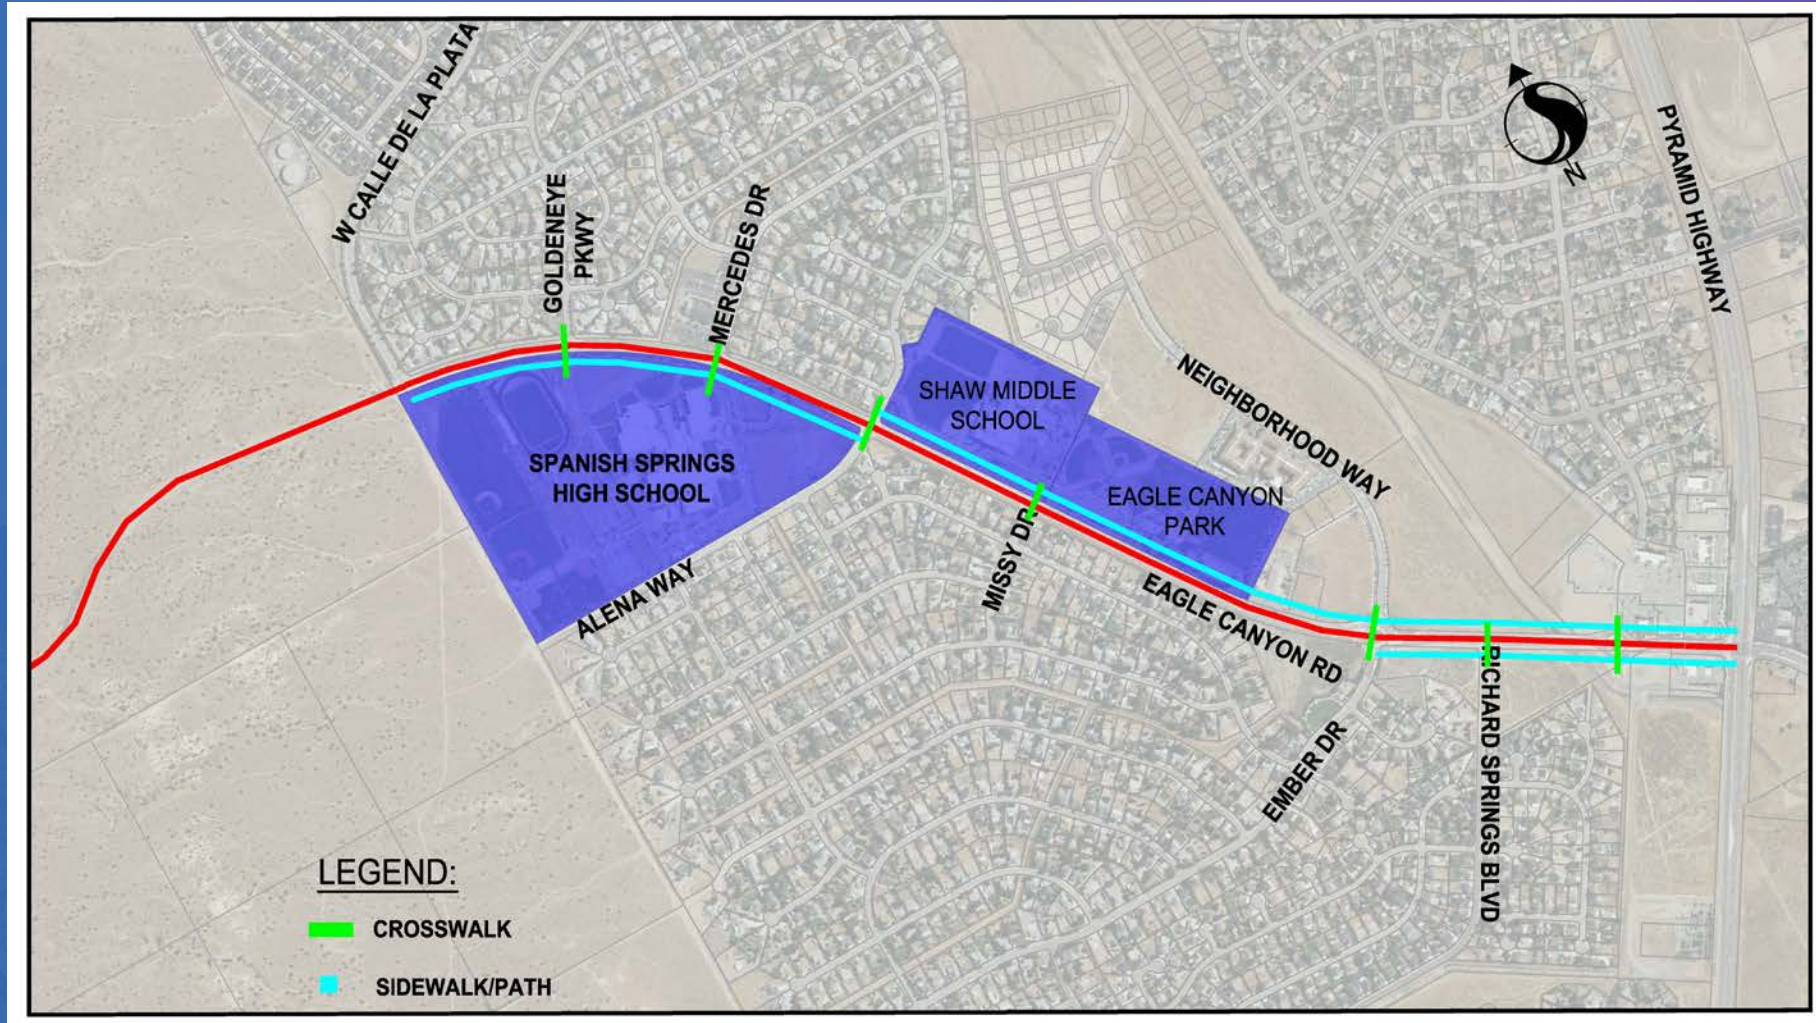 W CALLE DE LA PLATA
GOLDENEYE
PKWY
MERCEDES DR
PYRAMID HIGHWAY
N
SHAW MIDDLE
SCHOOL
NEIGHBORHOOD WAY
SPANISH SPRINGS
HIGH SCHOOL
EAGLE CANYON
PARK
MISSY DR
ALENA WAY
EAGLE CANYON RD
EMBER DR
RICHARD SPRINGS BLVD
LEGEND:
CROSSWALK
SIDEWALK/PATH